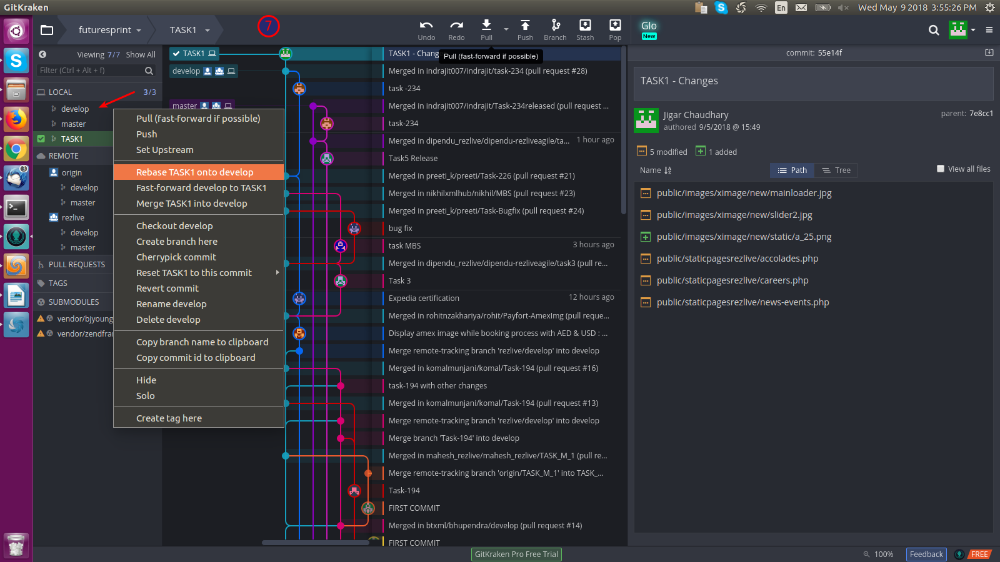 GitKraken
En
Wed May 9 2018 3:55:26 PM
futuresprint
TASK1
7
Undo
Redo
Pull
Push
Branch
Stash
Pop
Glo
New
Viewing 7/7 Show All
Filter (Ctrl + Alt + f)
LOCAL 3/3
develop
master
TASK1
REMOTE
origin
develop
master
rezlive
develop
master
PULL REQUESTS
TAGS
SUBMODULES
vendor/bjyoung
vendor/zendfrar
3
TASK1
develop
master
Pull (fast-forward if possible)
Push
Set Upstream
Rebase TASK1 onto develop
Fast-forward develop to TASK1
Merge TASK1 into develop
Checkout develop
Create branch here
Cherrypick commit
Reset TASK1 to this commit
Revert commit
Rename develop
Delete develop
Copy branch name to clipboard
Copy commit id to clipboard
Hide
Solo
Create tag here
Pull (fast-forward if possible)
TASK1 - Chang
Merged in indrajit007/indrajit/task-234 (pull request #28)
task -234
Merged in indrajit007/indrajit/Task-234released (pull request ...
task-234
Merged in dipendu_rezlive/dipendu-rezliveagile/ta... 1 hour ago
Task5 Release
Merged in preeti_k/preeti/Task-226 (pull request #21)
Merged in nikhilxmlhub/nikhil/MBS (pull request #23)
Merged in preeti_k/preeti/Task-Bugfix (pull request #24)
bug fix
task MBS 3 hours ago
Merged in dipendu_rezlive/dipendu-rezliveagile/task3 (pull re...
Task 3
Expedia certification 12 hours ago
Merged in rohitnzakhariya/rohit/Payfort-AmexImg (pull reque...
Display amex image while booking process with AED & USD : ...
Merge remote-tracking branch 'rezlive/develop' into develop
Merged in komalmunjani/komal/Task-194 (pull request #16)
task-194 with other changes
Merged in komalmunjani/komal/Task-194 (pull request #13)
Merge remote-tracking branch 'rezlive/develop' into develop
Merge branch 'Task-194' into develop
Merged in mahesh_rezlive/mahesh_rezlive/TASK_M_1 (pull re...
Merge remote-tracking branch 'origin/TASK_M_1' into TASK_...
Task-194
FIRST COMMIT
Merged in btxml/bhupendra/develop (pull request #14)
FIRST COMMIT
commit: 55e14f
TASK1 - Changes
Jigar Chaudhary
authored 9/5/2018 @ 15:49
parent: 7e8cc1
5 modified
1 added
Name
Path
Tree
View all files
public/images/ximage/new/mainloader.jpg
public/images/ximage/new/slider2.jpg
public/images/ximage/new/static/a_25.png
public/staticpagesrezlive/accolades.php
public/staticpagesrezlive/careers.php
public/staticpagesrezlive/news-events.php
GitKraken Pro Free Trial
100%
Feedback
FREE